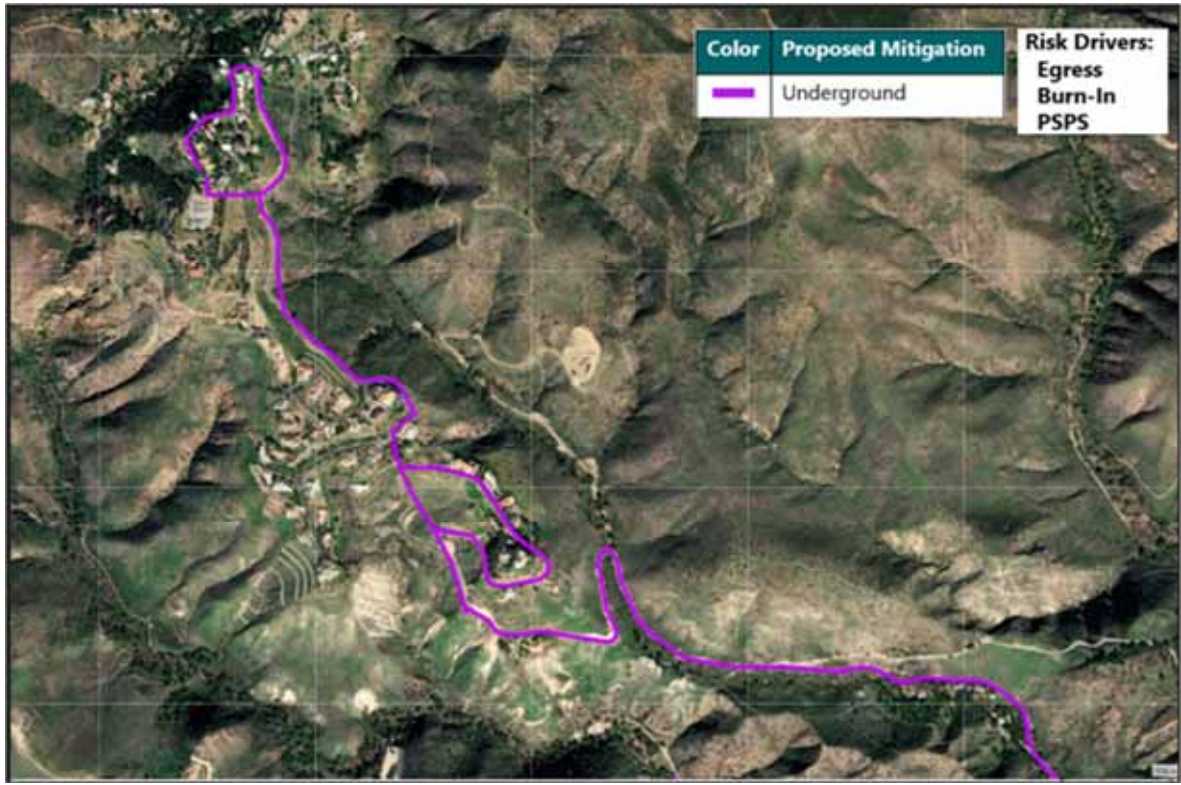 Color Proposed Mitigation
Underground
Risk Drivers:
Egress
Burn-In
PSPS